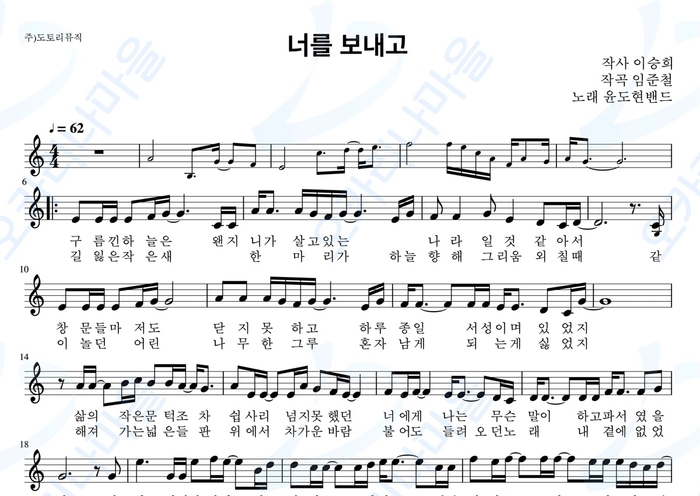 주)도토리뮤직
너를 보내고
작사 이승희
작곡 임준철
노래 윤도현밴드
♩ = 62
6
구 름낀하 늘은 왠지 니가 살고있는 나 라 일 것 같 아서
길 잃은작 은새 한 마 리가 하늘 향 해 그리움 외 칠때 같
10
창 문들마 저도 닫 지 못 하고 하루 종일 서성이며 있 었지
이 놀던 어린 나 무 한 그루 혼자 남게 되 는 게 싫 었지
14
삶의 작은문 턱조 차 쉽사리 넘지못 했던 너 에게 나는 무슨 말이 하고파서 였 을
해져 가는넓 은들 판 위에서 차가운 바람 불 어도 들려 오 던노 래 내 곁에 없 었
18
오카리나마을